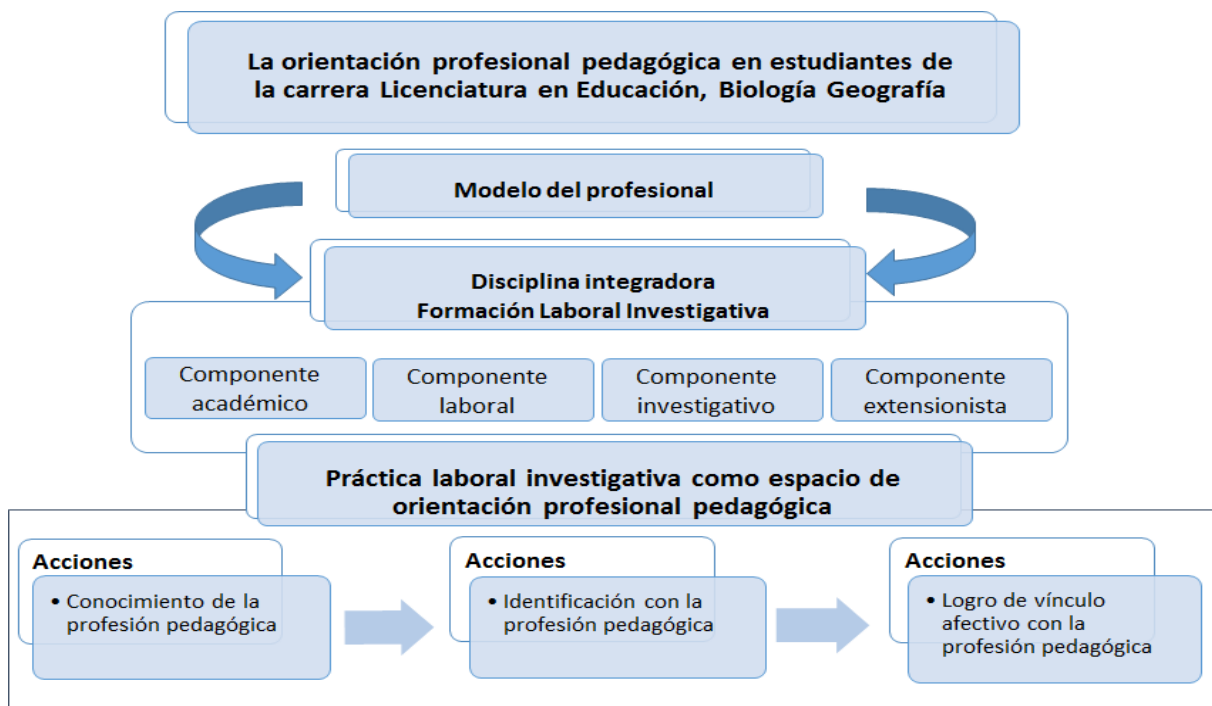 La orientación profesional pedagógica en estudiantes de
la carrera Licenciatura en Educación, Biología Geografía
Modelo del profesional
Disciplina integradora
Formación Laboral Investigativa
Componente
académico
Componente
laboral
Componente
investigativo
Componente
extensionista
Práctica laboral investigativa como espacio de
orientación profesional pedagógica
Acciones
• Conocimiento de la
profesión pedagógica
Acciones
• Identificación con la
profesión pedagógica
Acciones
• Logro de vínculo
afectivo con la
profesión pedagógica